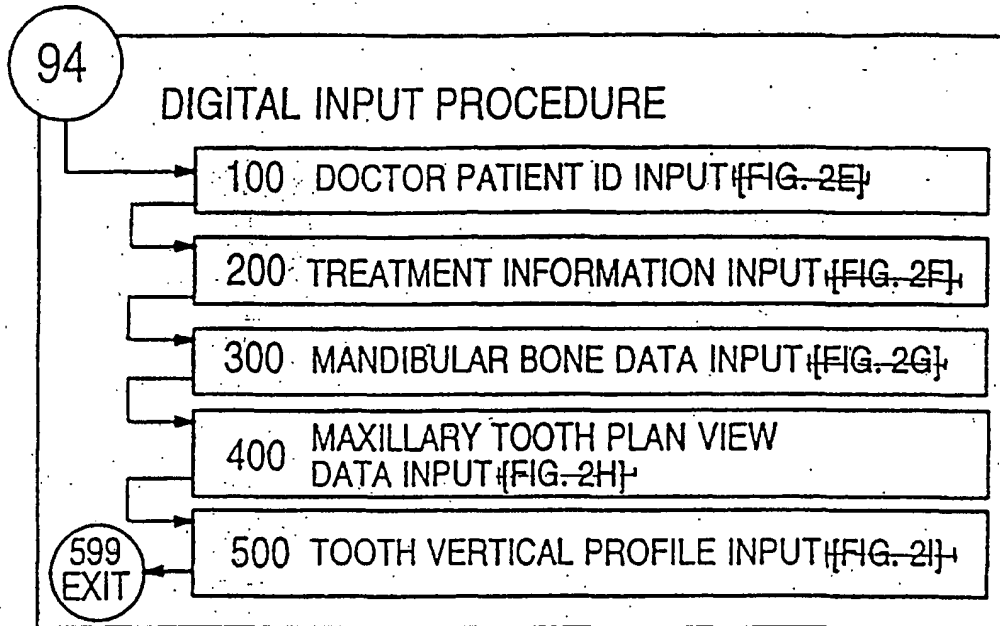 94
DIGITAL INPUT PROCEDURE
100 DOCTOR PATIENT ID INPUT [FIG. 2E]
200 TREATMENT INFORMATION INPUT [FIG. 2F]
300 MANDIBULAR BONE DATA INPUT [FIG. 2G]
400 MAXILLARY TOOTH PLAN VIEW
DATA INPUT [FIG. 2H]
500 TOOTH VERTICAL PROFILE INPUT [FIG. 2I]
599
EXIT